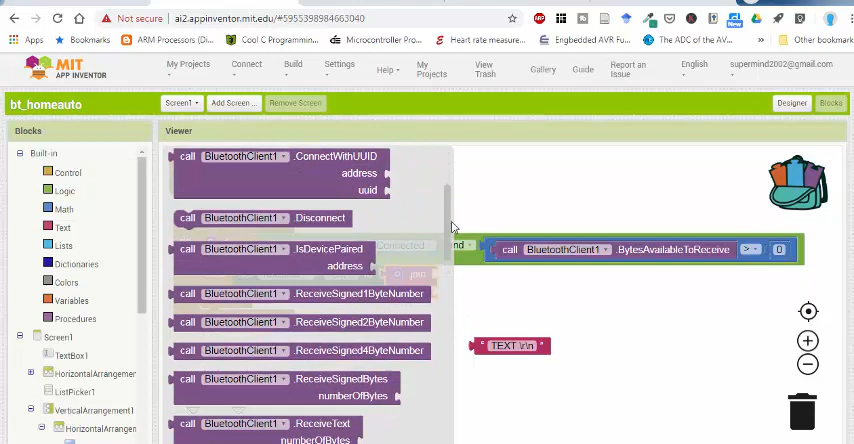 Not secure | ai2.appinventor.mit.edu/#5955398984663040
Apps Bookmarks ARM Processors (Di... Cool C Programming... Microcontroller Pro... Heart rate measure... Engbedded AVR Fu... The ADC of the AV... » Other bookmark
MIT APP INVENTOR My Projects Connect Build Settings Help My Projects View Trash Gallery Guide Report an Issue English supermind2002@gmail.com
bt_homeauto Screen1 Add Screen ... Remove Screen Designer Blocks
Blocks Viewer
Built-in
Control
Logic
Math
Text
Lists
Dictionaries
Colors
Variables
Procedures
Screen1
TextBox1
HorizontalArrangemen
ListPicker1
VerticalArrangement1
HorizontalArrangem
call BluetoothClient1 .ConnectWithUUID
address
uuid
call BluetoothClient1 .Disconnect
call BluetoothClient1 .IsDevicePaired
address
call BluetoothClient1 .ReceiveSigned1ByteNumber
call BluetoothClient1 .ReceiveSigned2ByteNumber
call BluetoothClient1 .ReceiveSigned4ByteNumber
call BluetoothClient1 .ReceiveSignedBytes
numberOfBytes
call BluetoothClient1 .ReceiveText
numberOfBytes
Connected nd call BluetoothClient1 .BytesAvailableToReceive > 0
join
" TEXT \r\n "